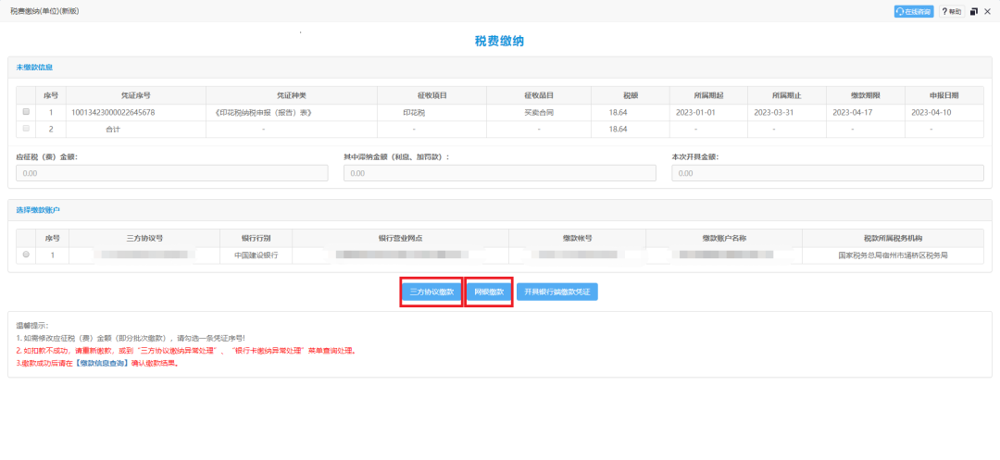 税费缴纳(单位)(新版)
在线咨询 ? 帮助
税费缴纳
未缴款信息
序号 凭证序号 凭证种类 征收项目 征收品目 税额 所属期起 所属期止 缴款期限 申报日期
1 10013423000022645678 《印花税纳税申报（报告）表》 印花税 买卖合同 18.64 2023-01-01 2023-03-31 2023-04-17 2023-04-10
2 合计 - - - 18.64 - - - -
应征税（费）金额： 其中滞纳金额（利息、加罚款）： 本次开具金额：
0.00 0.00 0.00
选择缴款账户
序号 三方协议号 银行行别 银行营业网点 缴款帐号 缴款账户名称 税款所属税务机构
1 中国建设银行 国家税务总局宿州市埇桥区税务局
三方协议缴款 网银缴款 开具银行端缴款凭证
温馨提示：
1. 如需修改应征税（费）金额（即分批次缴款），请勾选一条凭证序号!
2. 如扣款不成功，请重新缴款，或到“三方协议缴纳异常处理”、“银行卡缴纳异常处理”菜单查询处理。
3.缴款成功后请在【缴款信息查询】确认缴款结果。